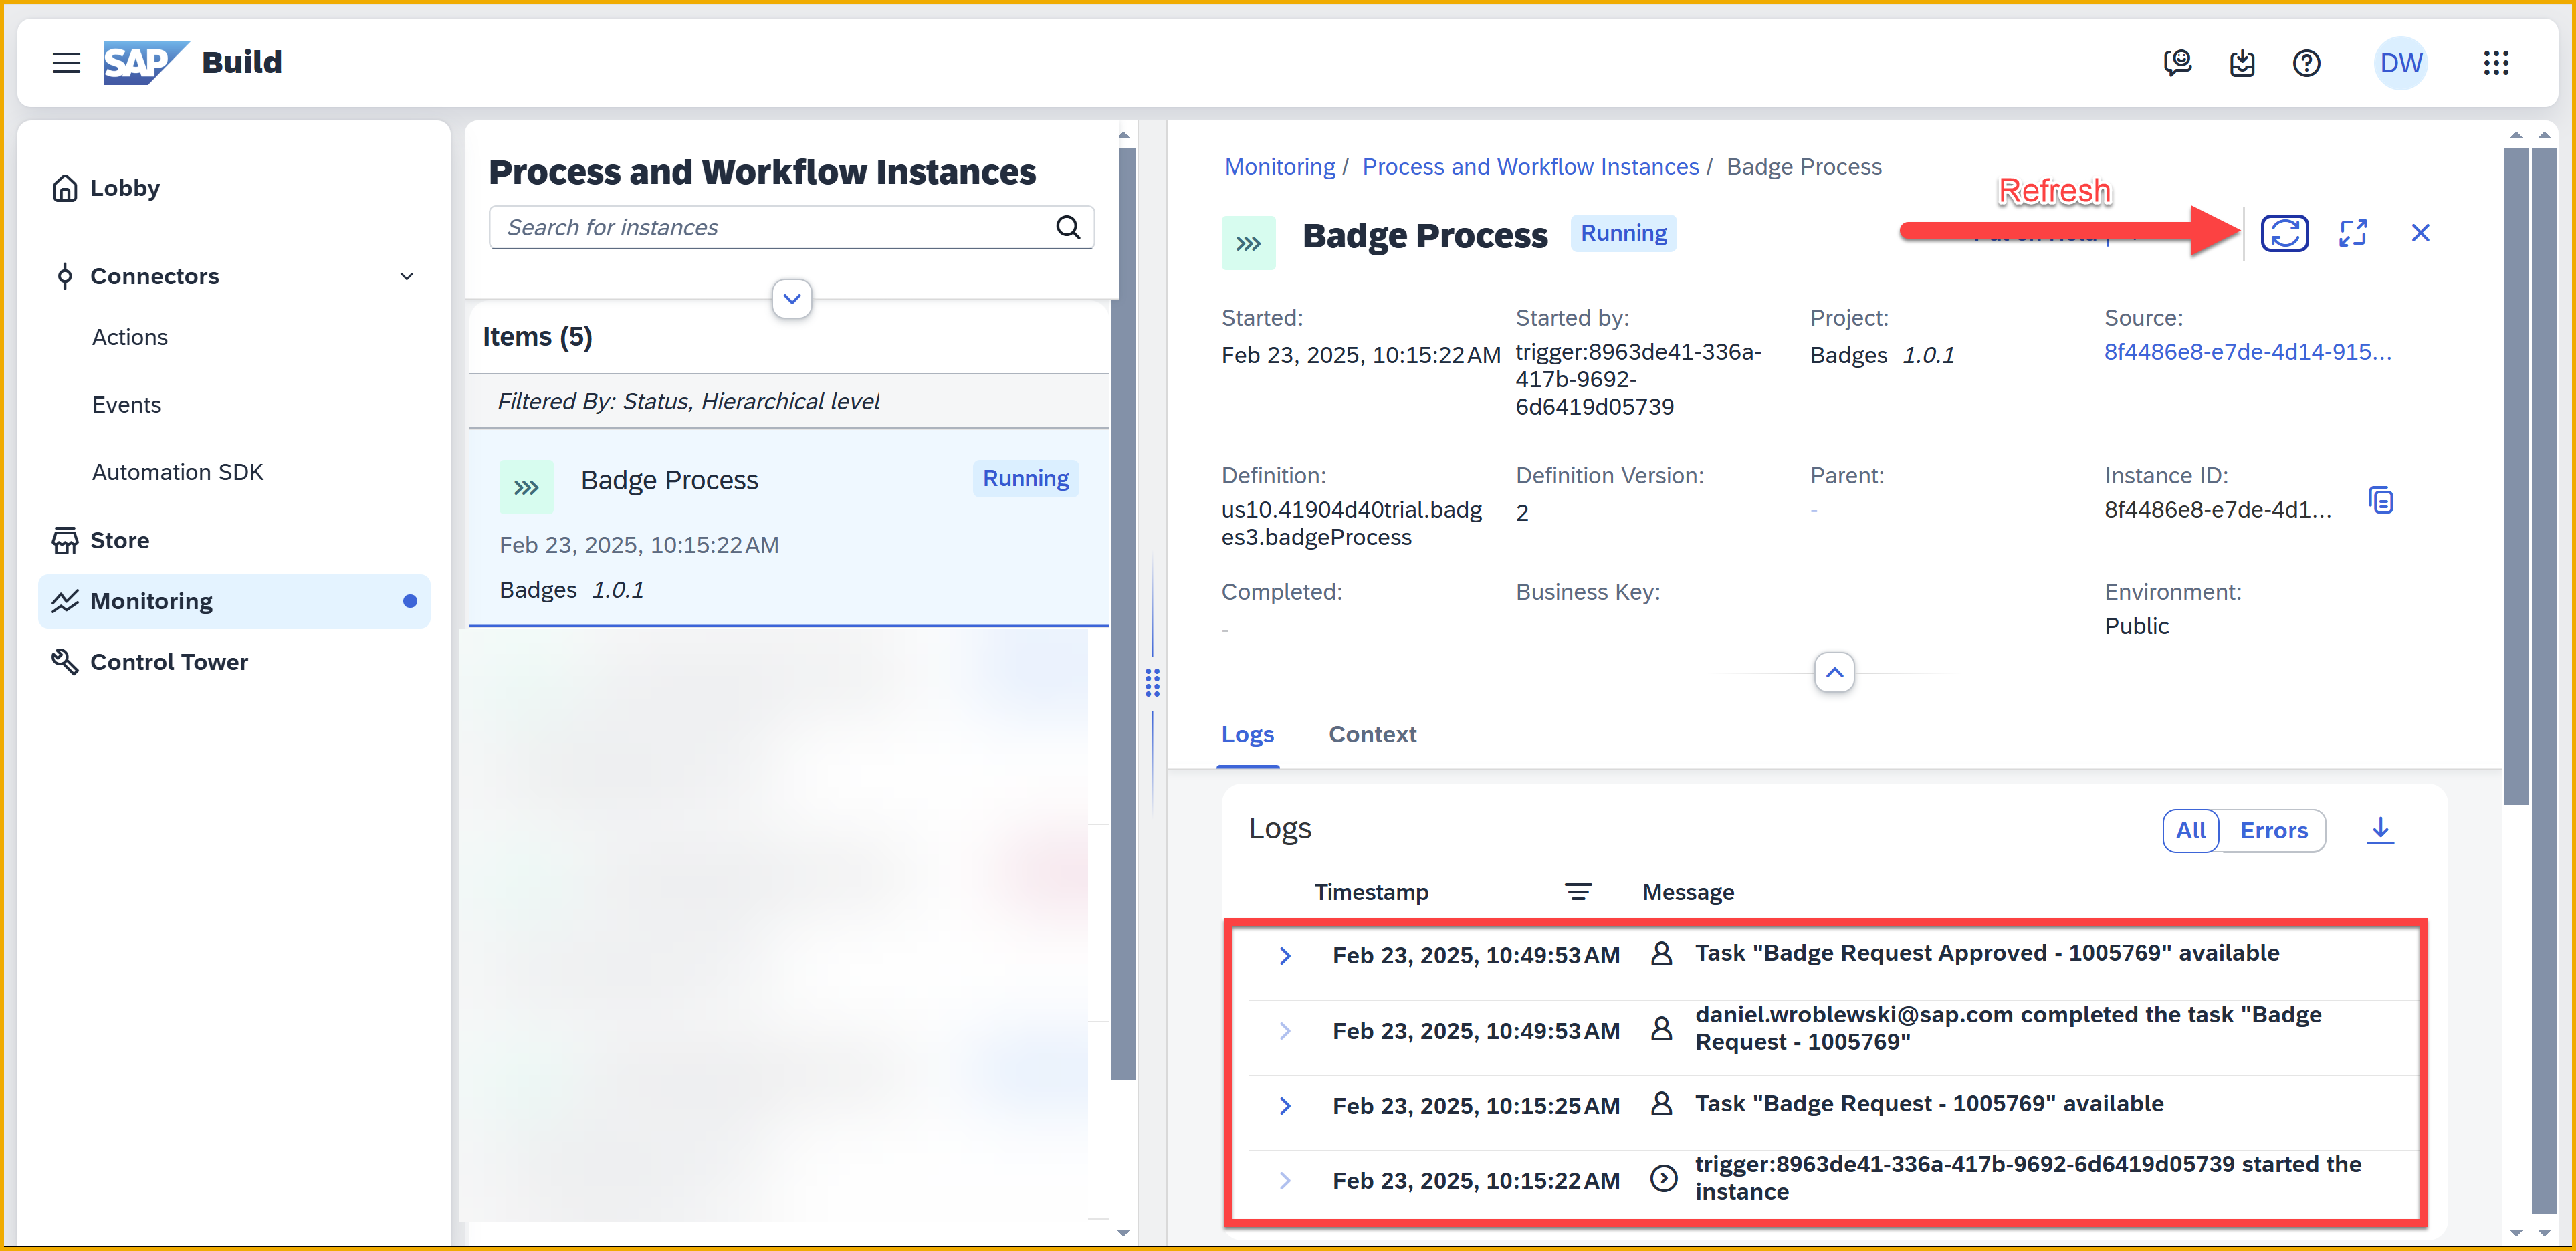 SAP Build
DW
Lobby
Connectors
Actions
Events
Automation SDK
Store
Monitoring
Control Tower
Process and Workflow Instances
Search for instances
Items (5)
Filtered By: Status, Hierarchical level
Badge Process
Running
Feb 23, 2025, 10:15:22 AM
Badges 1.0.1
Monitoring / Process and Workflow Instances / Badge Process
Refresh
Badge Process Running
Started:
Feb 23, 2025, 10:15:22 AM
Started by:
trigger:8963de41-336a-
417b-9692-
6d6419d05739
Project:
Badges 1.0.1
Source:
8f4486e8-e7de-4d14-915...
Definition:
us10.41904d40trial.badg
es3.badgeProcess
Definition Version:
2
Parent:
-
Instance ID:
8f4486e8-e7de-4d1...
Completed:
-
Business Key:
Environment:
Public
Logs Context
Logs
All Errors
Timestamp Message
Feb 23, 2025, 10:49:53 AM Task "Badge Request Approved - 1005769" available
Feb 23, 2025, 10:49:53 AM daniel.wroblewski@sap.com completed the task "Badge
Request - 1005769"
Feb 23, 2025, 10:15:25 AM Task "Badge Request - 1005769" available
Feb 23, 2025, 10:15:22 AM trigger:8963de41-336a-417b-9692-6d6419d05739 started the
instance